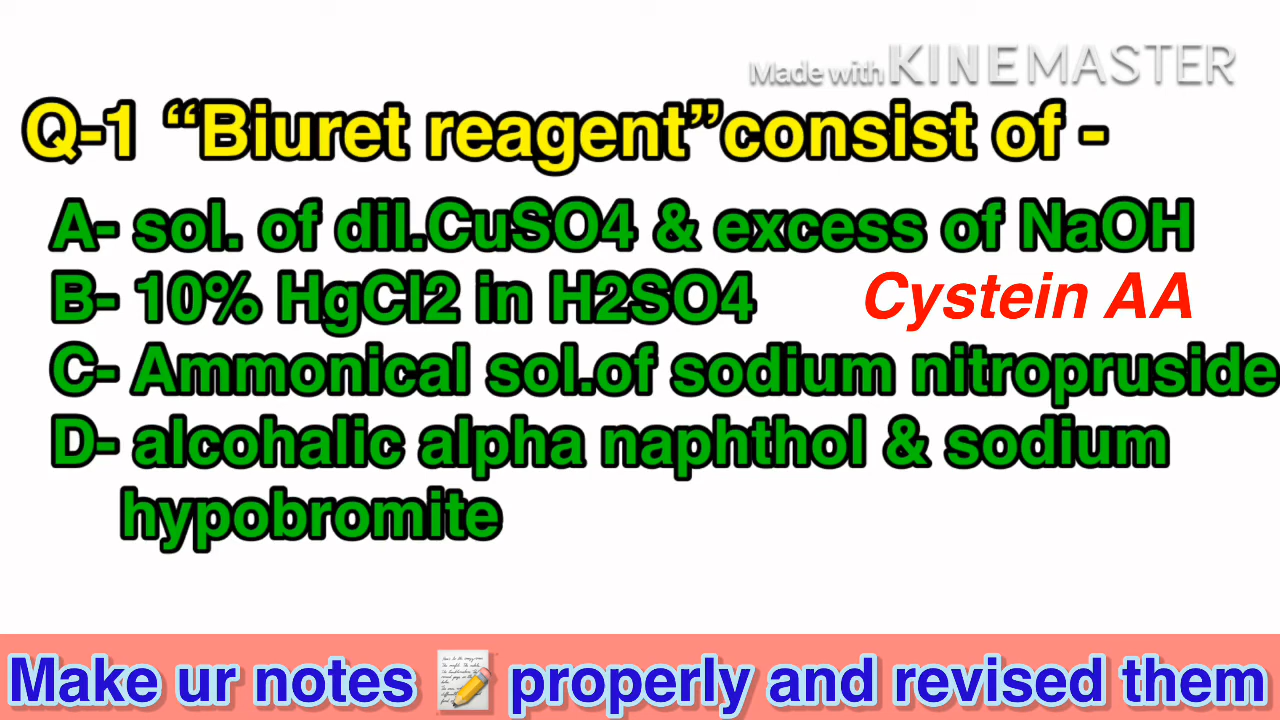 Made with KINEMASTER
Q-1 “Biuret reagent”consist of -
A- sol. of dil.CuSO4 & excess of NaOH
B- 10% HgCl2 in H2SO4 Cystein AA
C- Ammonical sol.of sodium nitropruside
D- alcohalic alpha naphthol & sodium
hypobromite
Make ur notes 📝 properly and revised them